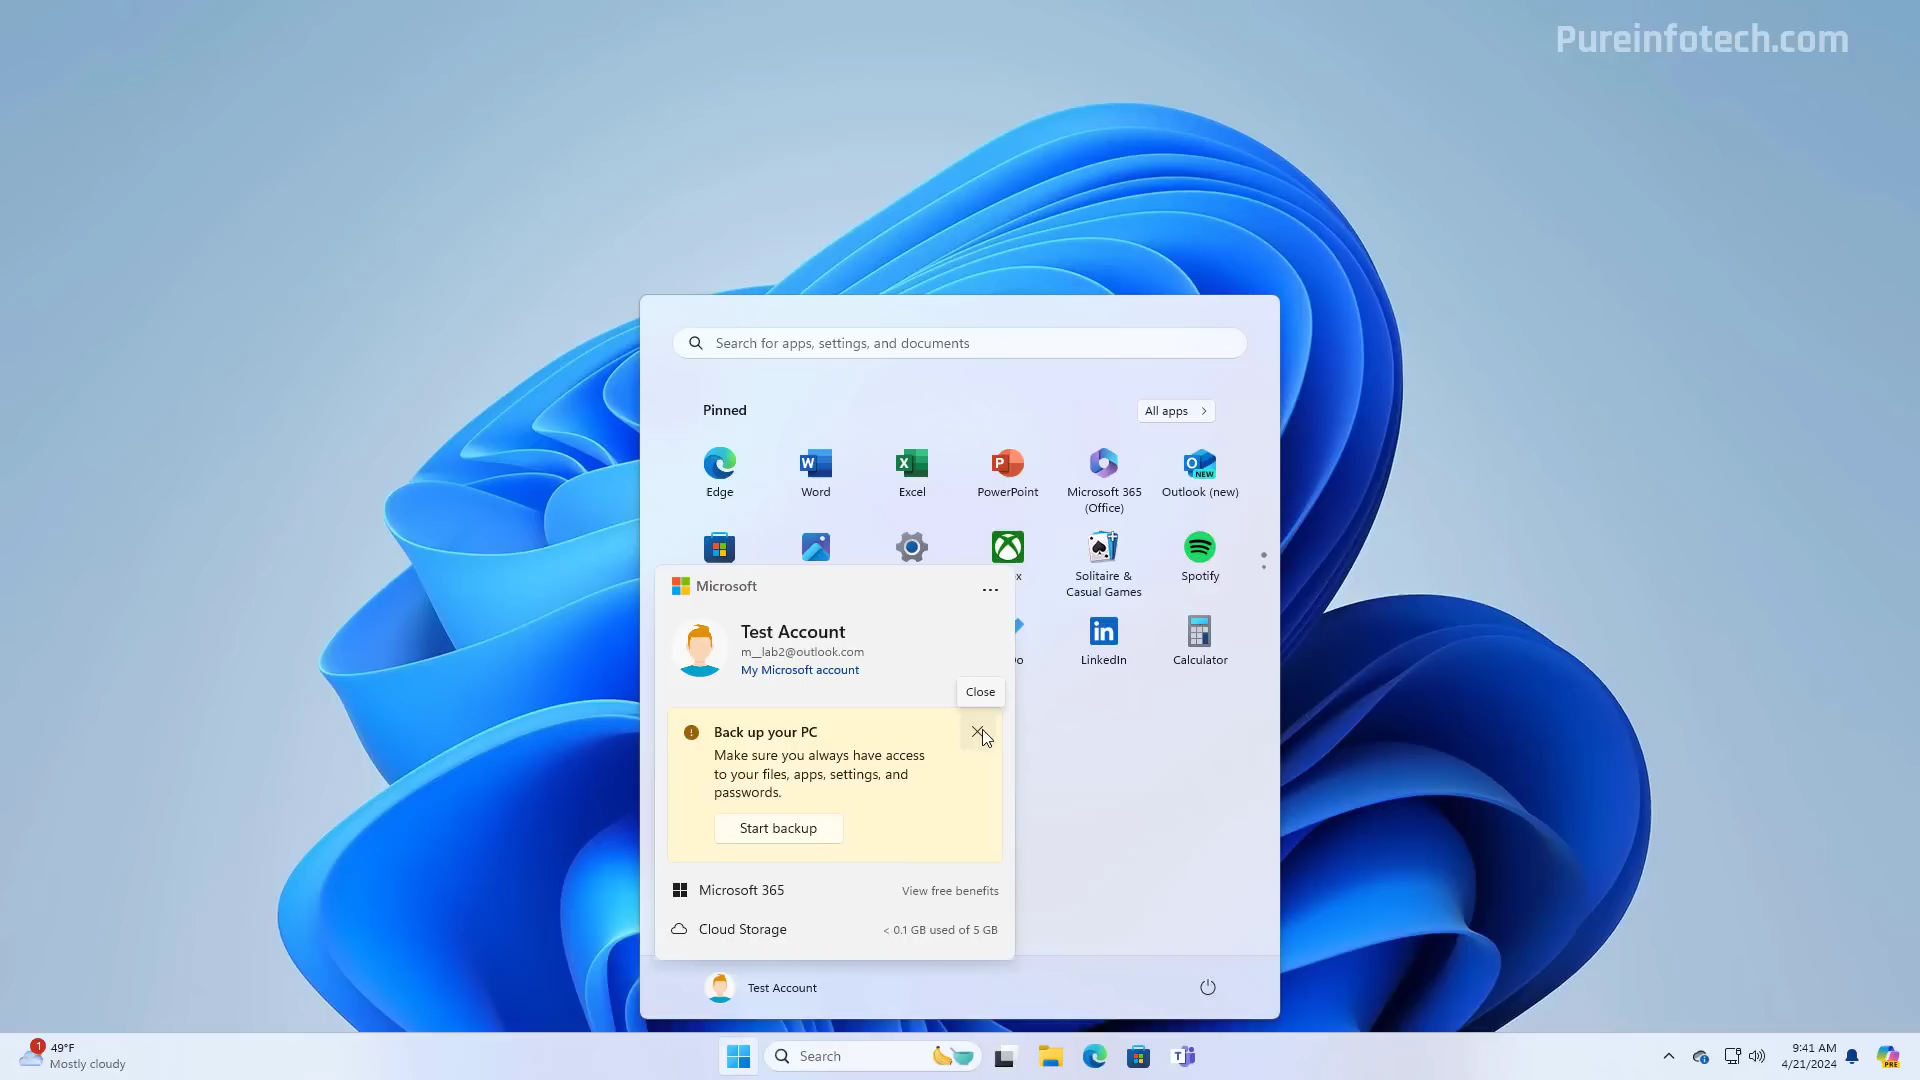 Pureinfotech.com
Search for apps, settings, and documents
Pinned
All apps
Edge
Word
Excel
PowerPoint
Microsoft 365
(Office)
Outlook (new)
NEW
x
Solitaire &
Casual Games
Spotify
Microsoft
...
Test Account
m__lab2@outlook.com
My Microsoft account
o
LinkedIn
Calculator
Close
Back up your PC
Make sure you always have access
to your files, apps, settings, and
passwords.
Start backup
Microsoft 365
View free benefits
Cloud Storage
< 0.1 GB used of 5 GB
Test Account
1
49°F
Mostly cloudy
Search
9:41 AM
4/21/2024
PRE